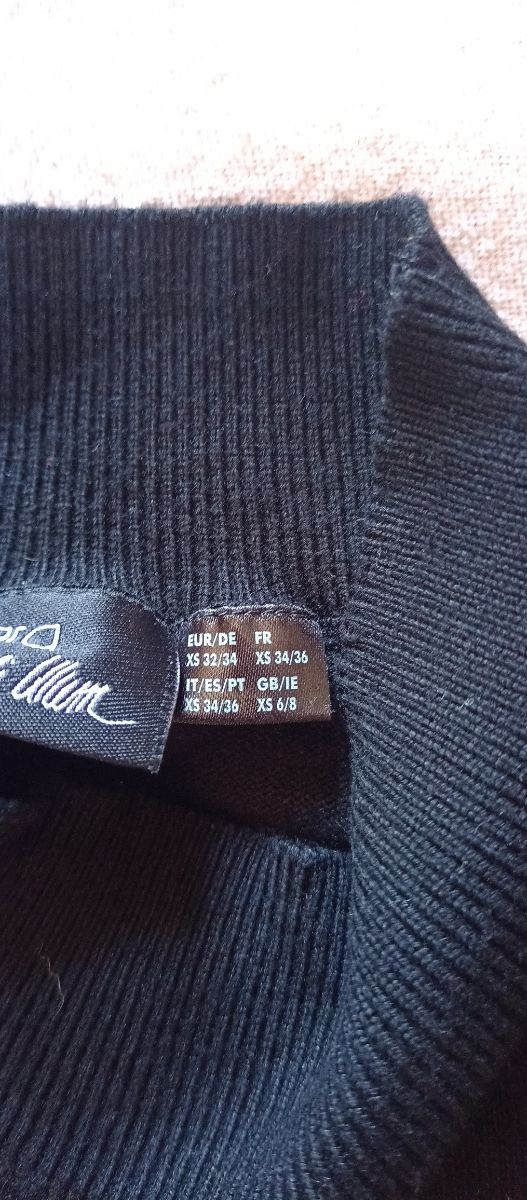 EUR/DE FR
XS 32/34 XS 34/36
IT/ES/PT GB/IE
XS 34/36 XS 6/8